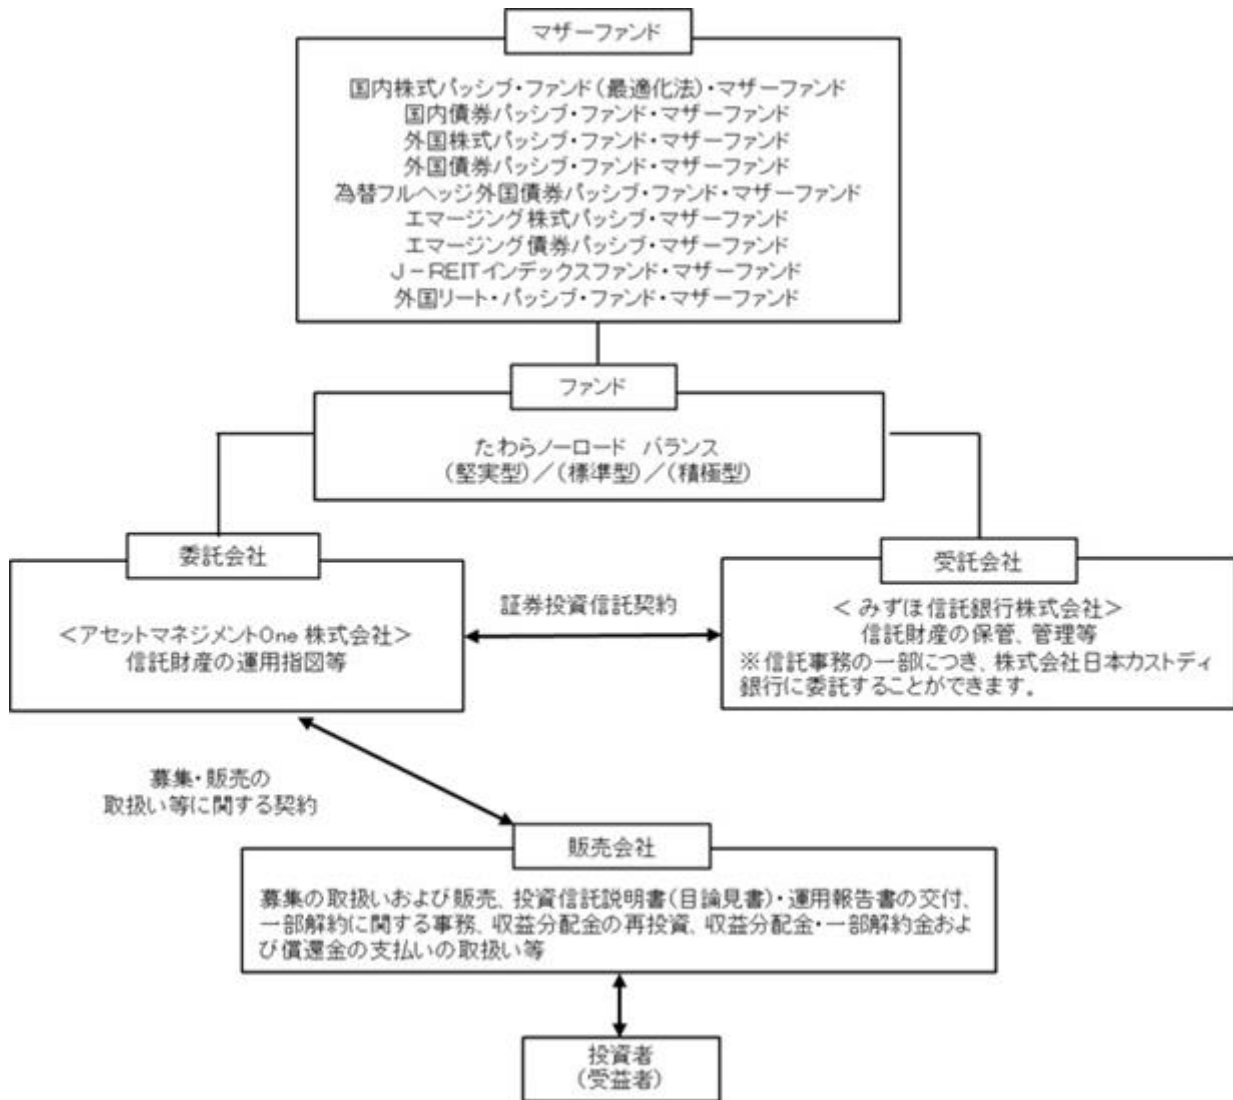 マザーファンド
国内株式パッシブ・ファンド(最適化法)・マザーファンド
国内債券パッシブ・ファンド・マザーファンド
外国株式パッシブ・ファンド・マザーファンド
外国債券パッシブ・ファンド・マザーファンド
為替フルヘッジ外国債券パッシブ・ファンド・マザーファンド
エマージング株式パッシブ・マザーファンド
エマージング債券パッシブ・マザーファンド
J-REITインデックスファンド・マザーファンド
外国リート・パッシブ・ファンド・マザーファンド
ファンド
たわらノーロード バランス
(堅実型)/(標準型)/(積極型)
委託会社
<アセットマネジメントOne 株式会社>
信託財産の運用指図等
証券投資信託契約
受託会社
< みずほ信託銀行株式会社>
信託財産の保管、管理等
※信託事務の一部につき、株式会社日本カストディ
銀行に委託することができます。
募集・販売の
取扱い等に関する契約
販売会社
募集の取扱いおよび販売、投資信託説明書(目論見書)・運用報告書の交付、
一部解約に関する事務、収益分配金の再投資、収益分配金・一部解約金およ
び償還金の支払いの取扱い等
投資者
(受益者)